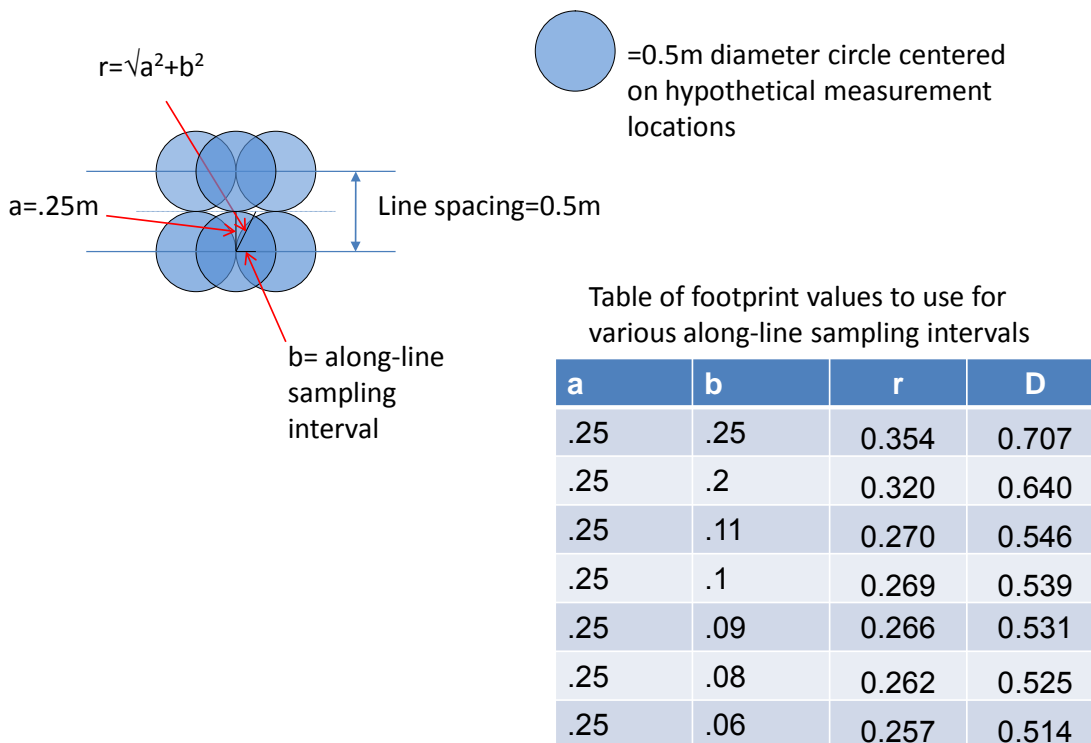 r=√a²+b²
=0.5m diameter circle centered
on hypothetical measurement
locations
a=.25m
Line spacing=0.5m
b= along-line
sampling
interval
Table of footprint values to use for
various along-line sampling intervals
a b r D
.25 .25 0.354 0.707
.25 .2 0.320 0.640
.25 .11 0.270 0.546
.25 .1 0.269 0.539
.25 .09 0.266 0.531
.25 .08 0.262 0.525
.25 .06 0.257 0.514